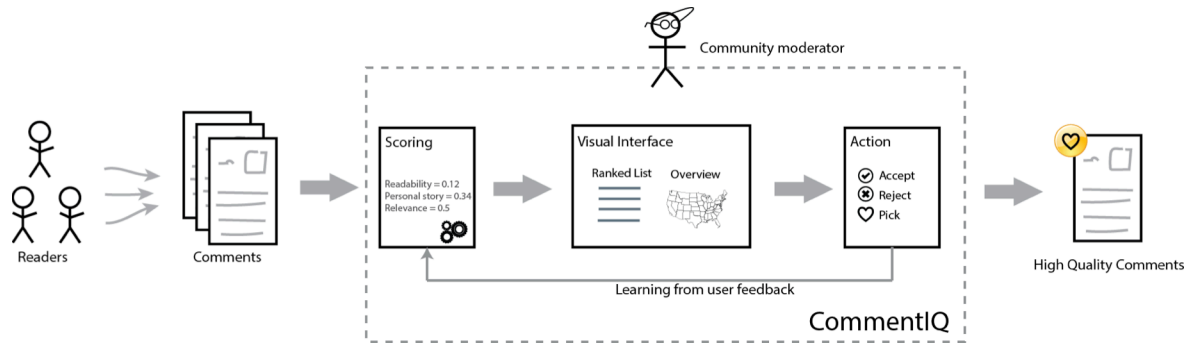 Community moderator
Readers
Comments
Scoring
Readability = 0.12
Personal story = 0.34
Relevance = 0.5
Visual Interface
Ranked List
Overview
Action
Accept
Reject
Pick
Learning from user feedback
CommentIQ
High Quality Comments